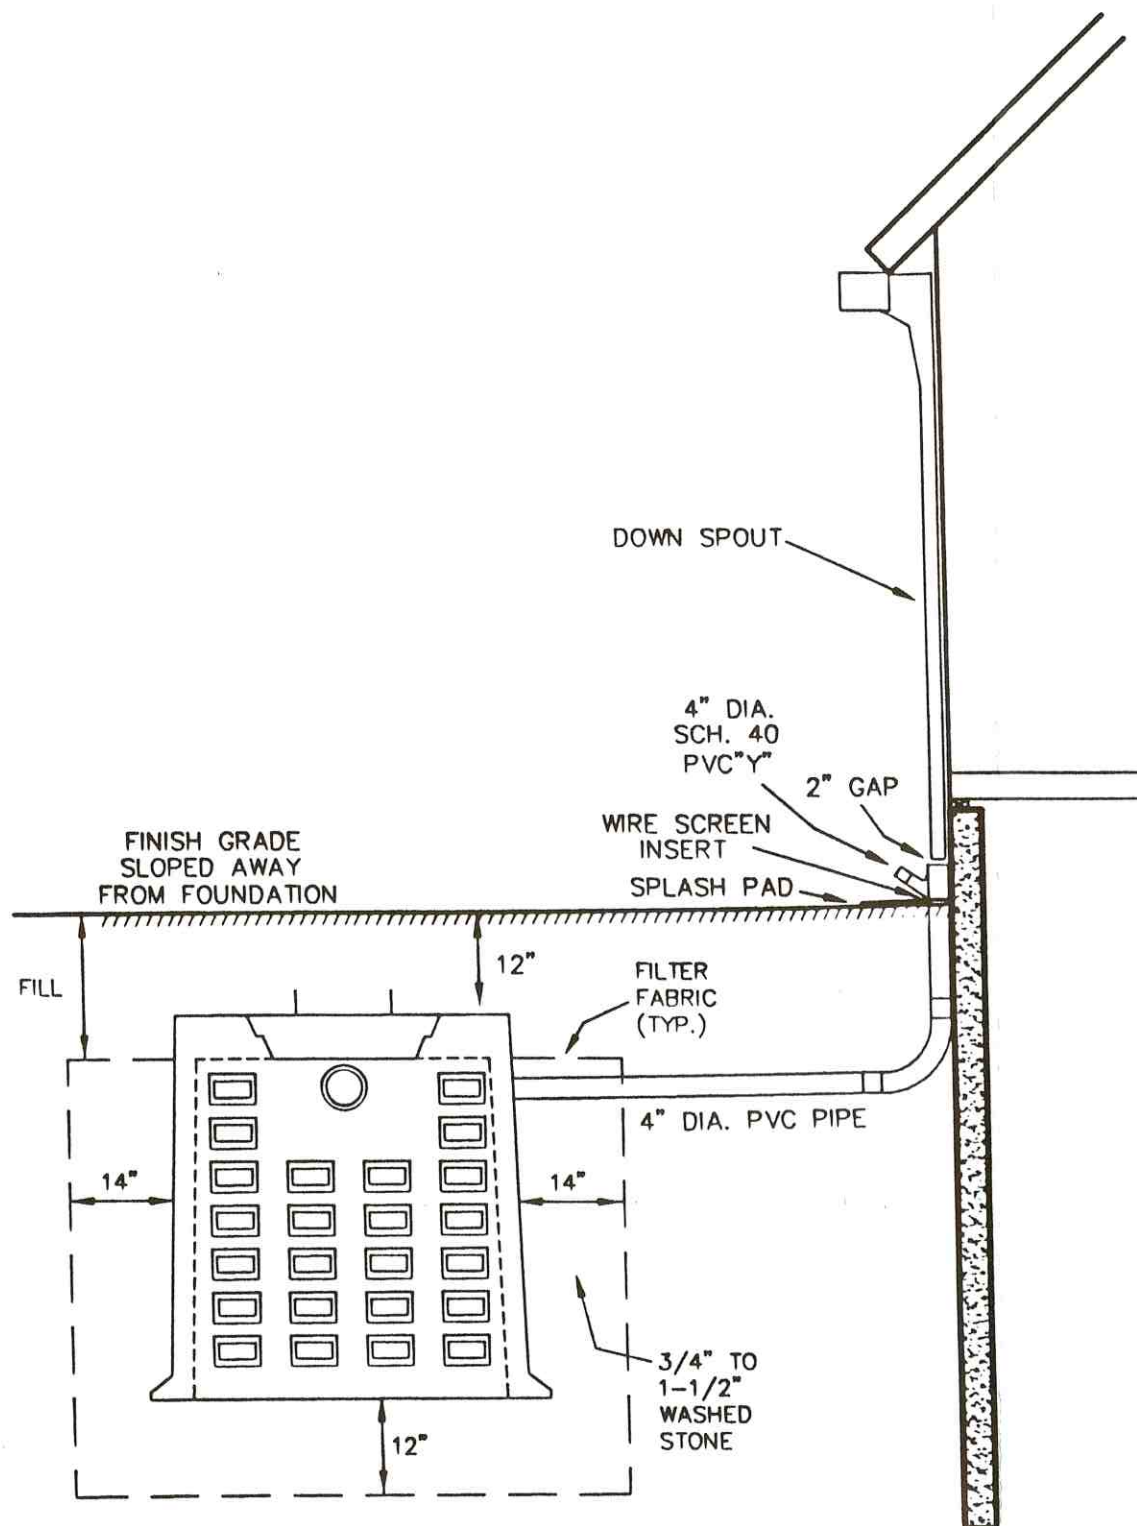 DOWN SPOUT
4" DIA.
SCH. 40
PVC"Y"
2" GAP
WIRE SCREEN
INSERT
SPLASH PAD
FINISH GRADE
SLOPED AWAY
FROM FOUNDATION
FILL
12"
FILTER
FABRIC
(TYP.)
4" DIA. PVC PIPE
14"
14"
3/4" TO
1-1/2"
WASHED
STONE
12"